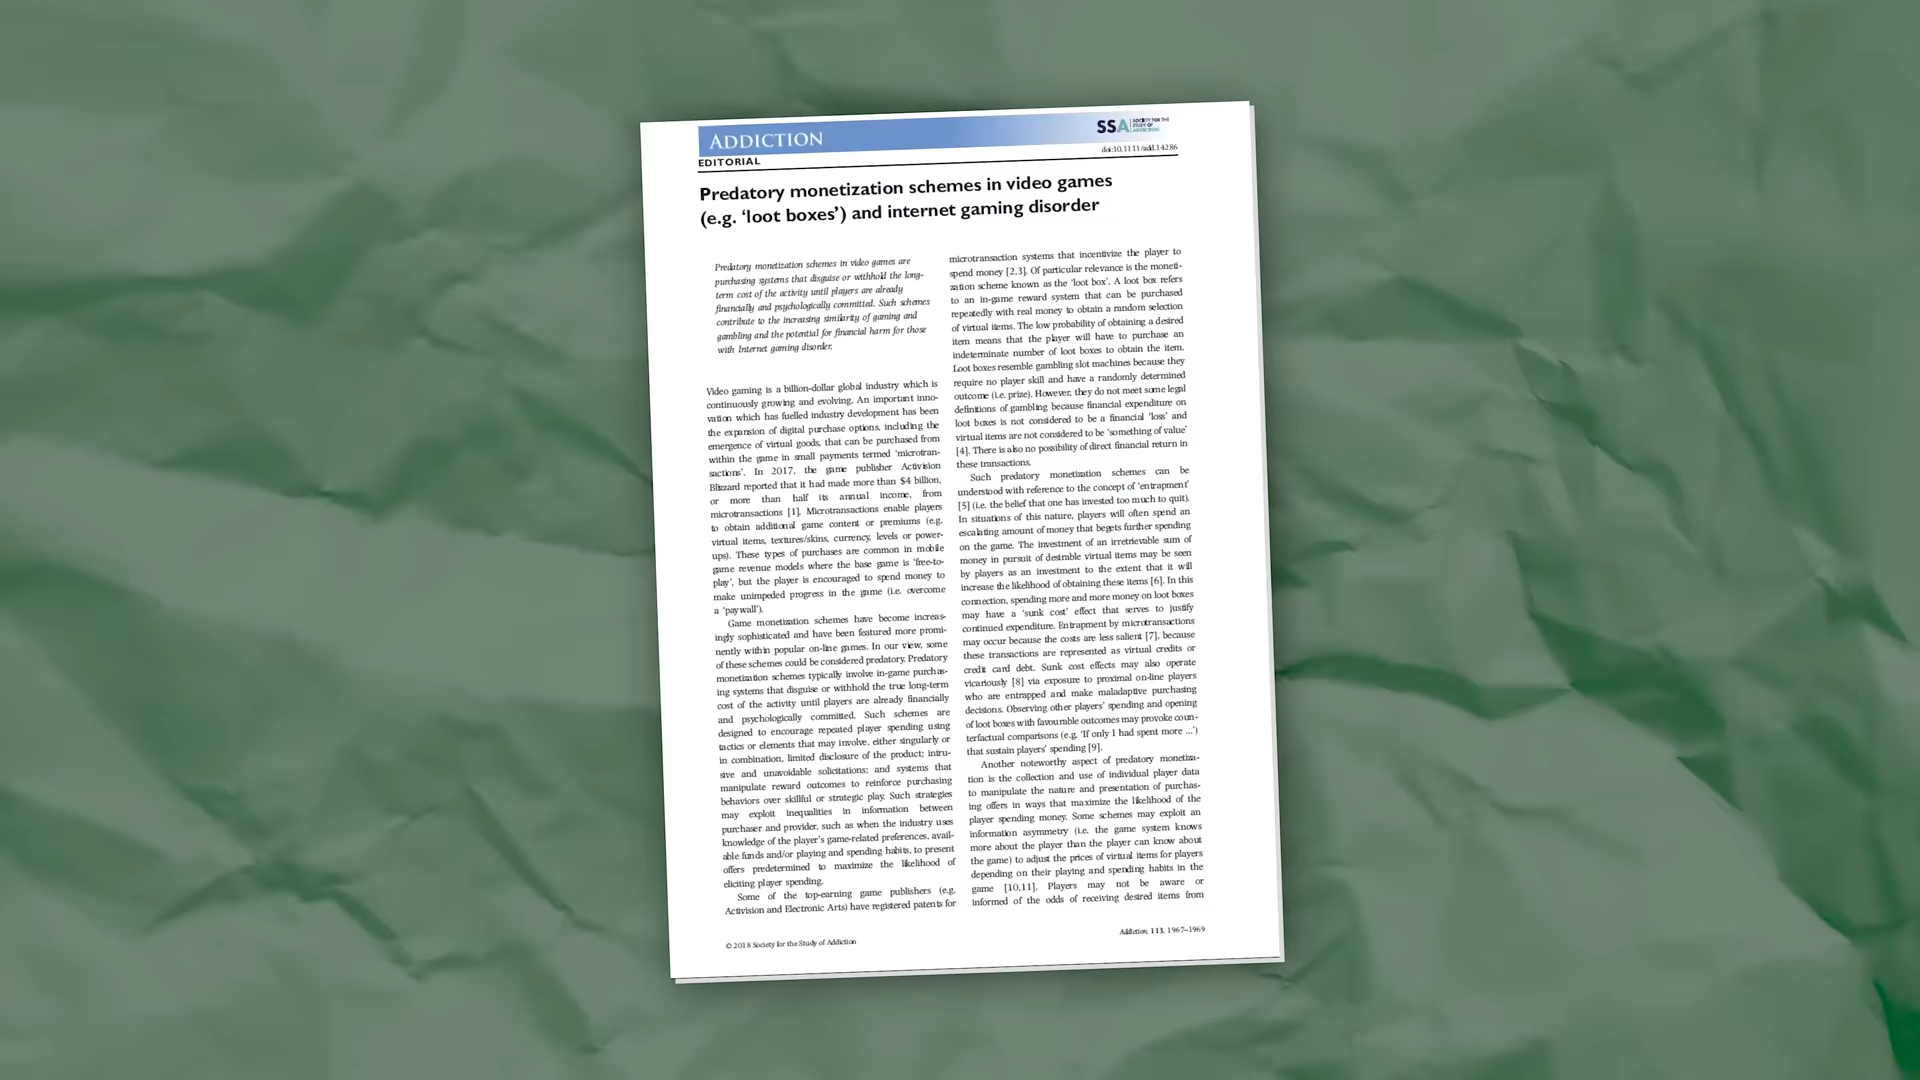 ADDICTION
SSA SOCIETY FOR THE
STUDY OF
ADDICTION
EDITORIAL
doi:10.1111/add.14286
Predatory monetization schemes in video games
(e.g. ‘loot boxes’) and internet gaming disorder
Predatory monetization schemes in video games are
purchasing systems that disguise or withhold the long-
term cost of the activity until players are already
financially and psychologically committed. Such schemes
contribute to the increasing similarity of gaming and
gambling and the potential for financial harm for those
with Internet gaming disorder.
Video gaming is a billion-dollar global industry which is
continuously growing and evolving. An important inno-
vation which has fuelled industry development has been
the expansion of digital purchase options, including the
emergence of virtual goods, that can be purchased from
within the game in small payments termed ‘microtran-
sactions’. In 2017, the game publisher Activision
Blizzard reported that it had made more than $4 billion,
or more than half its annual income, from
microtransactions [1]. Microtransactions enable players
to obtain additional game content or premiums (e.g.
virtual items, textures/skins, currency, levels or power-
ups). These types of purchases are common in mobile
game revenue models where the base game is ‘free-to-
play’, but the player is encouraged to spend money to
make unimpeded progress in the game (i.e. overcome
a ‘paywall’).
Game monetization schemes have become increas-
ingly sophisticated and have been featured more promi-
nently within popular on-line games. In our view, some
of these schemes could be considered predatory. Predatory
monetization schemes typically involve in-game purchas-
ing systems that disguise or withhold the true long-term
cost of the activity until players are already financially
and psychologically committed. Such schemes are
designed to encourage repeated player spending using
tactics or elements that may involve, either singularly or
in combination, limited disclosure of the product; intru-
sive and unavoidable solicitations; and systems that
manipulate reward outcomes to reinforce purchasing
behaviors over skillful or strategic play. Such strategies
may exploit inequalities in information between
purchaser and provider, such as when the industry uses
knowledge of the player’s game-related preferences, avail-
able funds and/or playing and spending habits, to present
offers predetermined to maximize the likelihood of
eliciting player spending.
Some of the top-earning game publishers (e.g.
Activision and Electronic Arts) have registered patents for
microtransaction systems that incentivize the player to
spend money [2,3]. Of particular relevance is the moneti-
zation scheme known as the ‘loot box’. A loot box refers
to an in-game reward system that can be purchased
repeatedly with real money to obtain a random selection
of virtual items. The low probability of obtaining a desired
item means that the player will have to purchase an
indeterminate number of loot boxes to obtain the item.
Loot boxes resemble gambling slot machines because they
require no player skill and have a randomly determined
outcome (i.e. prize). However, they do not meet some legal
definitions of gambling because financial expenditure on
loot boxes is not considered to be a financial ‘loss’ and
virtual items are not considered to be ‘something of value’
[4]. There is also no possibility of direct financial return in
these transactions.
Such predatory monetization schemes can be
understood with reference to the concept of ‘entrapment’
[5] (i.e. the belief that one has invested too much to quit).
In situations of this nature, players will often spend an
escalating amount of money that begets further spending
on the game. The investment of an irretrievable sum of
money in pursuit of desirable virtual items may be seen
by players as an investment to the extent that it will
increase the likelihood of obtaining these items [6]. In this
connection, spending more and more money on loot boxes
may have a ‘sunk cost’ effect that serves to justify
continued expenditure. Entrapment by microtransactions
may occur because the costs are less salient [7], because
these transactions are represented as virtual credits or
credit card debt. Sunk cost effects may also operate
vicariously [8] via exposure to proximal on-line players
who are entrapped and make maladaptive purchasing
decisions. Observing other players’ spending and opening
of loot boxes with favourable outcomes may provoke coun-
terfactual comparisons (e.g. ‘If only I had spent more ...’)
that sustain players’ spending [9].
Another noteworthy aspect of predatory monetiza-
tion is the collection and use of individual player data
to manipulate the nature and presentation of purchas-
ing offers in ways that maximize the likelihood of the
player spending money. Some schemes may exploit an
information asymmetry (i.e. the game system knows
more about the player than the player can know about
the game) to adjust the prices of virtual items for players
depending on their playing and spending habits in the
game [10,11]. Players may not be aware or
informed of the odds of receiving desired items from
© 2018 Society for the Study of Addiction
Addiction, 113, 1967–1969